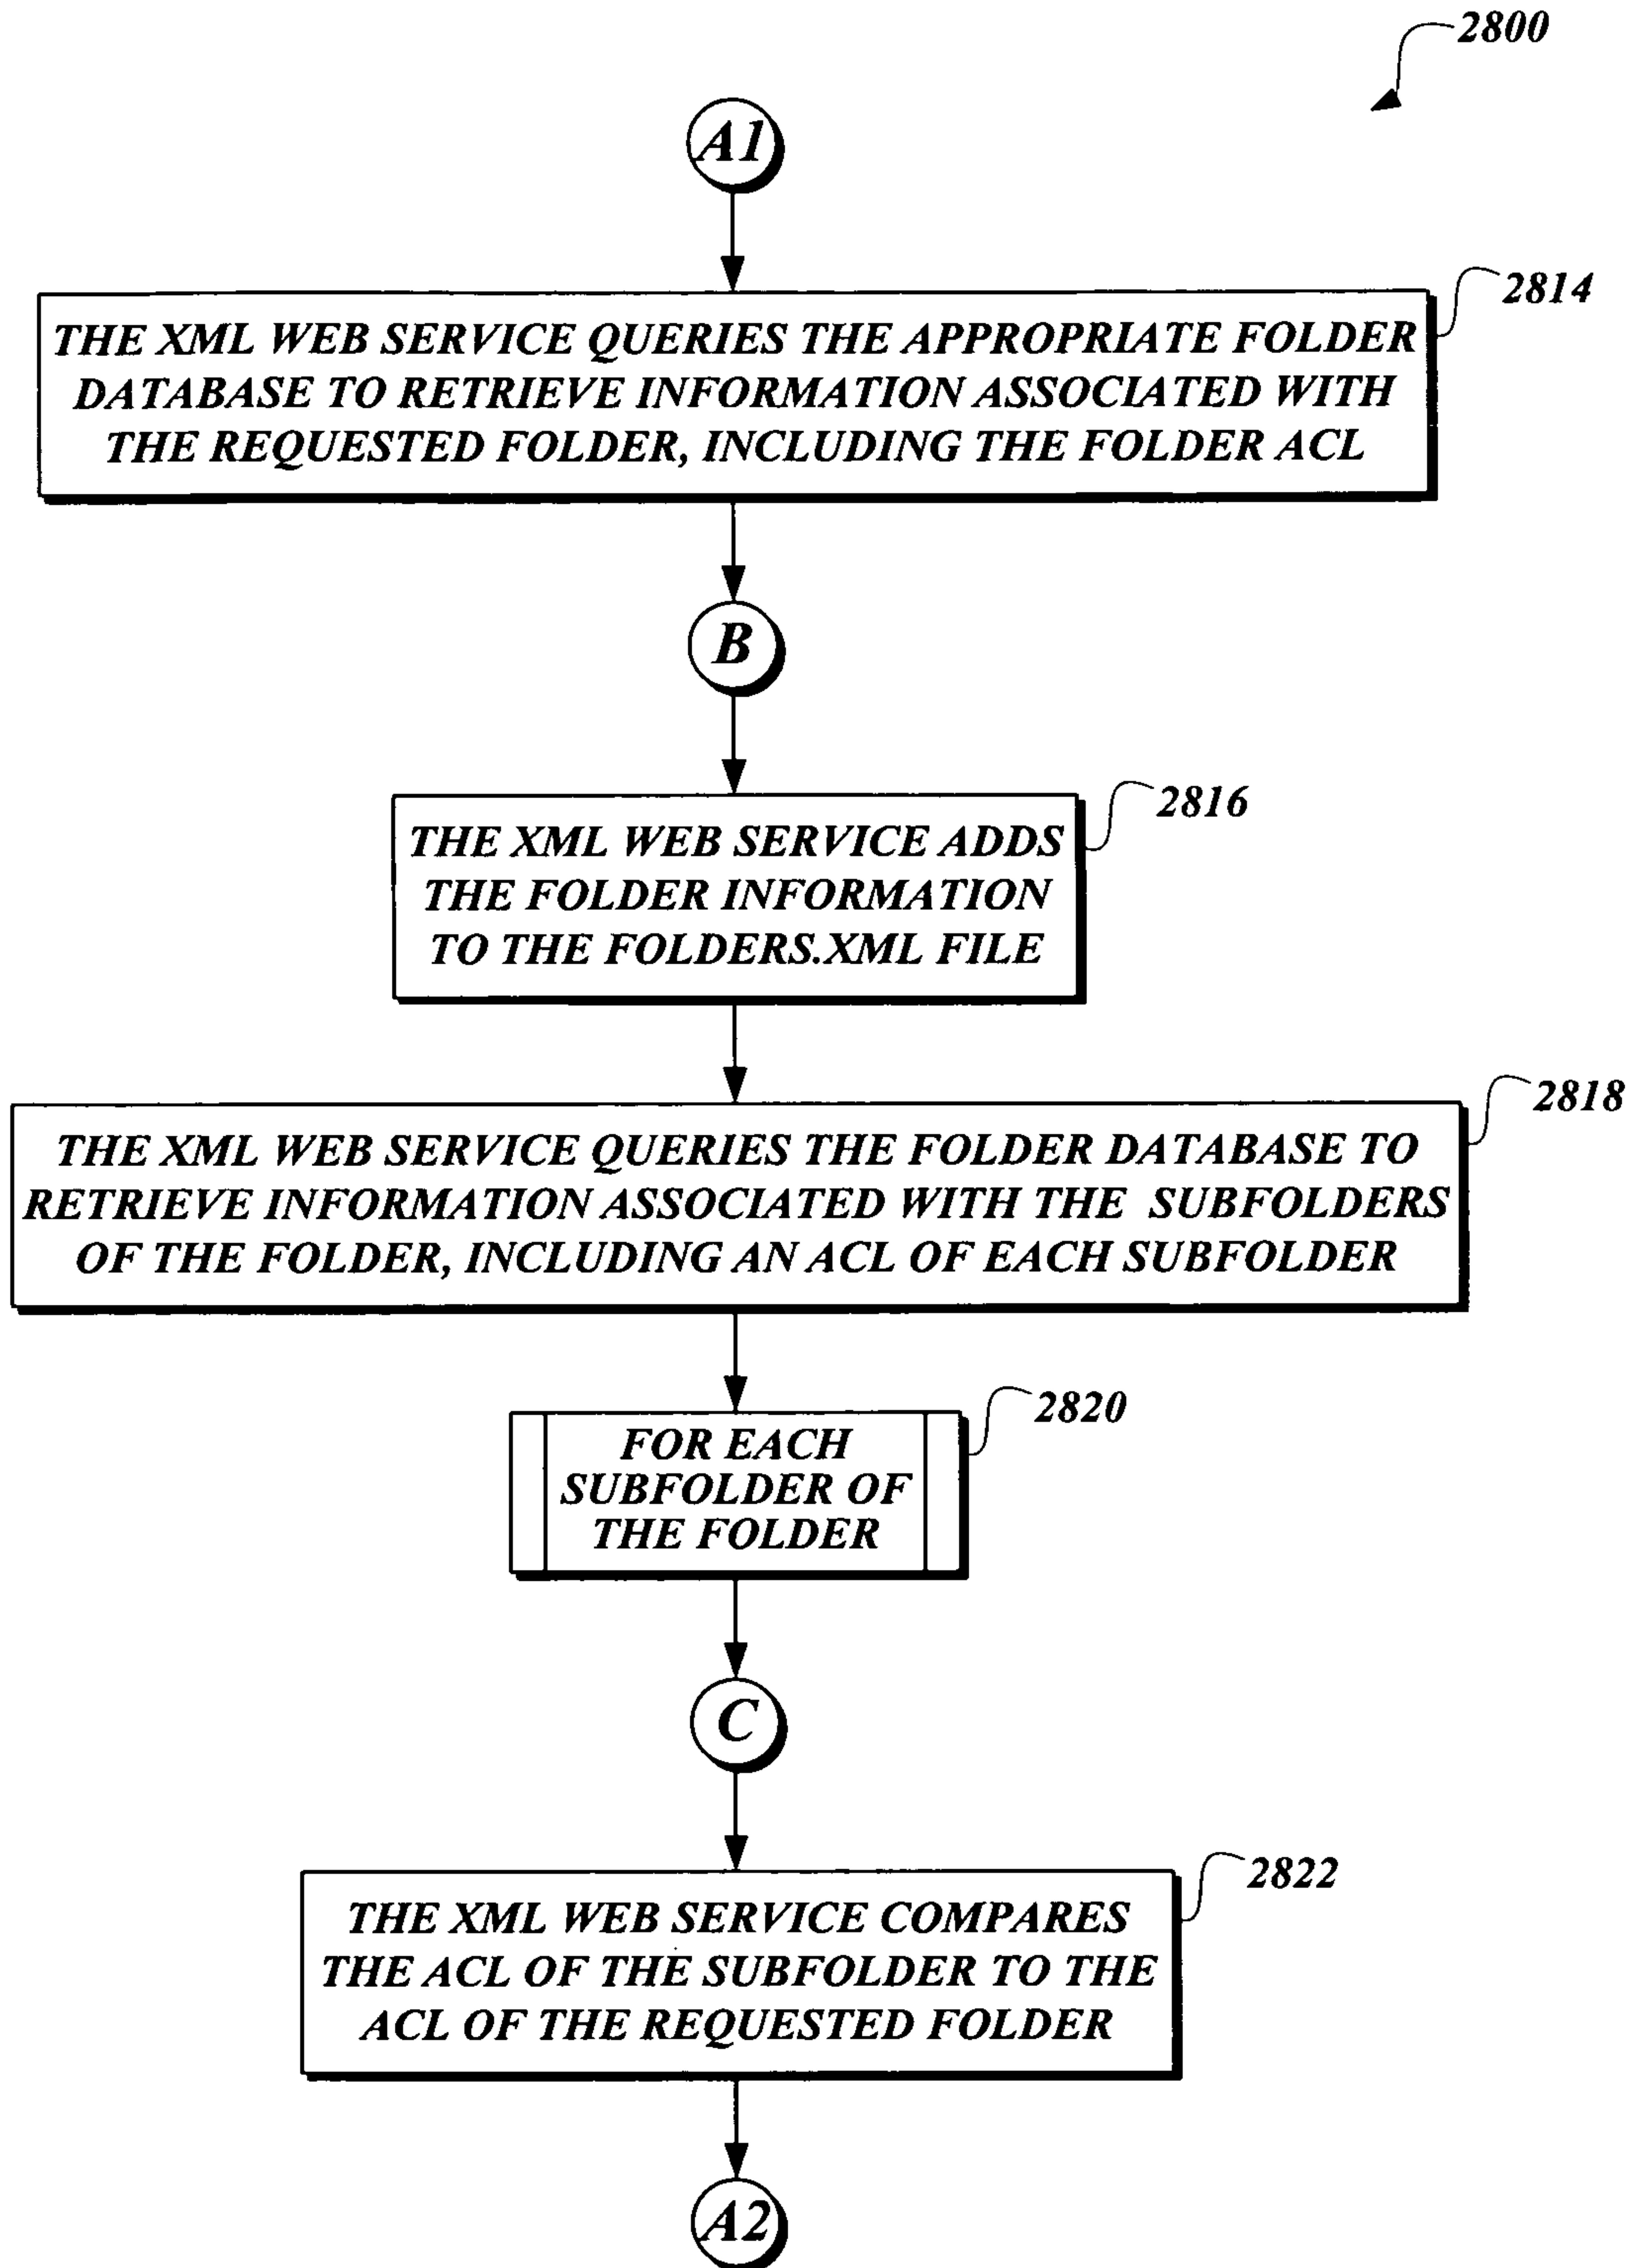 2800
A1
2814
THE XML WEB SERVICE QUERIES THE APPROPRIATE FOLDER
DATABASE TO RETRIEVE INFORMATION ASSOCIATED WITH
THE REQUESTED FOLDER, INCLUDING THE FOLDER ACL
B
2816
THE XML WEB SERVICE ADDS
THE FOLDER INFORMATION
TO THE FOLDERS.XML FILE
2818
THE XML WEB SERVICE QUERIES THE FOLDER DATABASE TO
RETRIEVE INFORMATION ASSOCIATED WITH THE SUBFOLDERS
OF THE FOLDER, INCLUDING AN ACL OF EACH SUBFOLDER
2820
FOR EACH
SUBFOLDER OF
THE FOLDER
C
2822
THE XML WEB SERVICE COMPARES
THE ACL OF THE SUBFOLDER TO THE
ACL OF THE REQUESTED FOLDER
A2